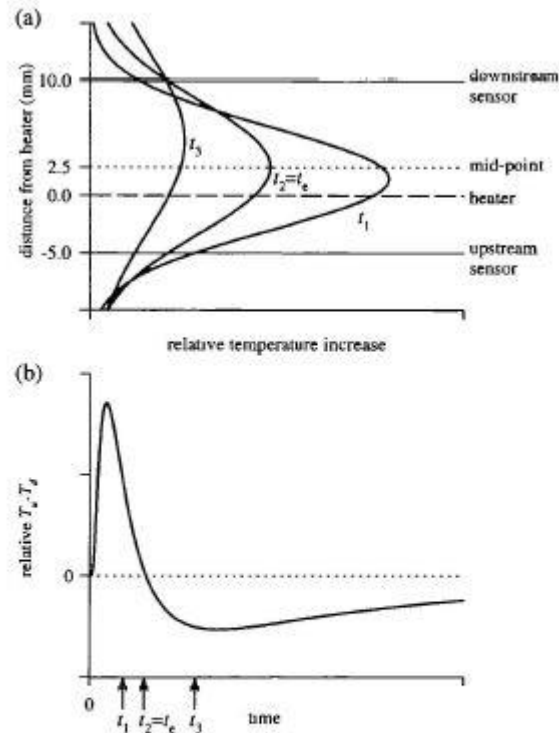 (a)
distance from heater (mm)
10.0
2.5
0.0
-5.0
downstream
sensor
mid-point
heater
upstream
sensor
t3
t2=te
t1
relative temperature increase
(b)
relative Tu-Td
0
0
t1
t2=te
t3
time